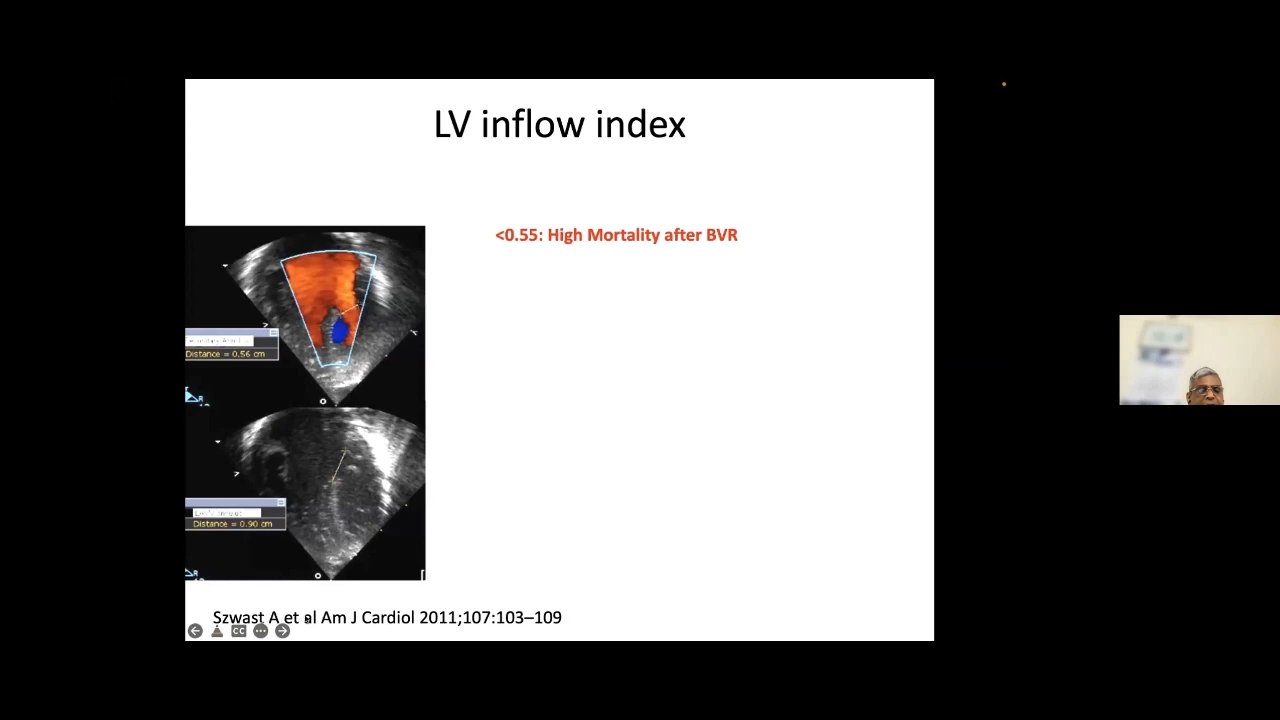 LV inflow index
<0.55: High Mortality after BVR
Distance = 0.56 cm
Distance = 0.90 cm
Szwast A et al Am J Cardiol 2011;107:103–109
CC